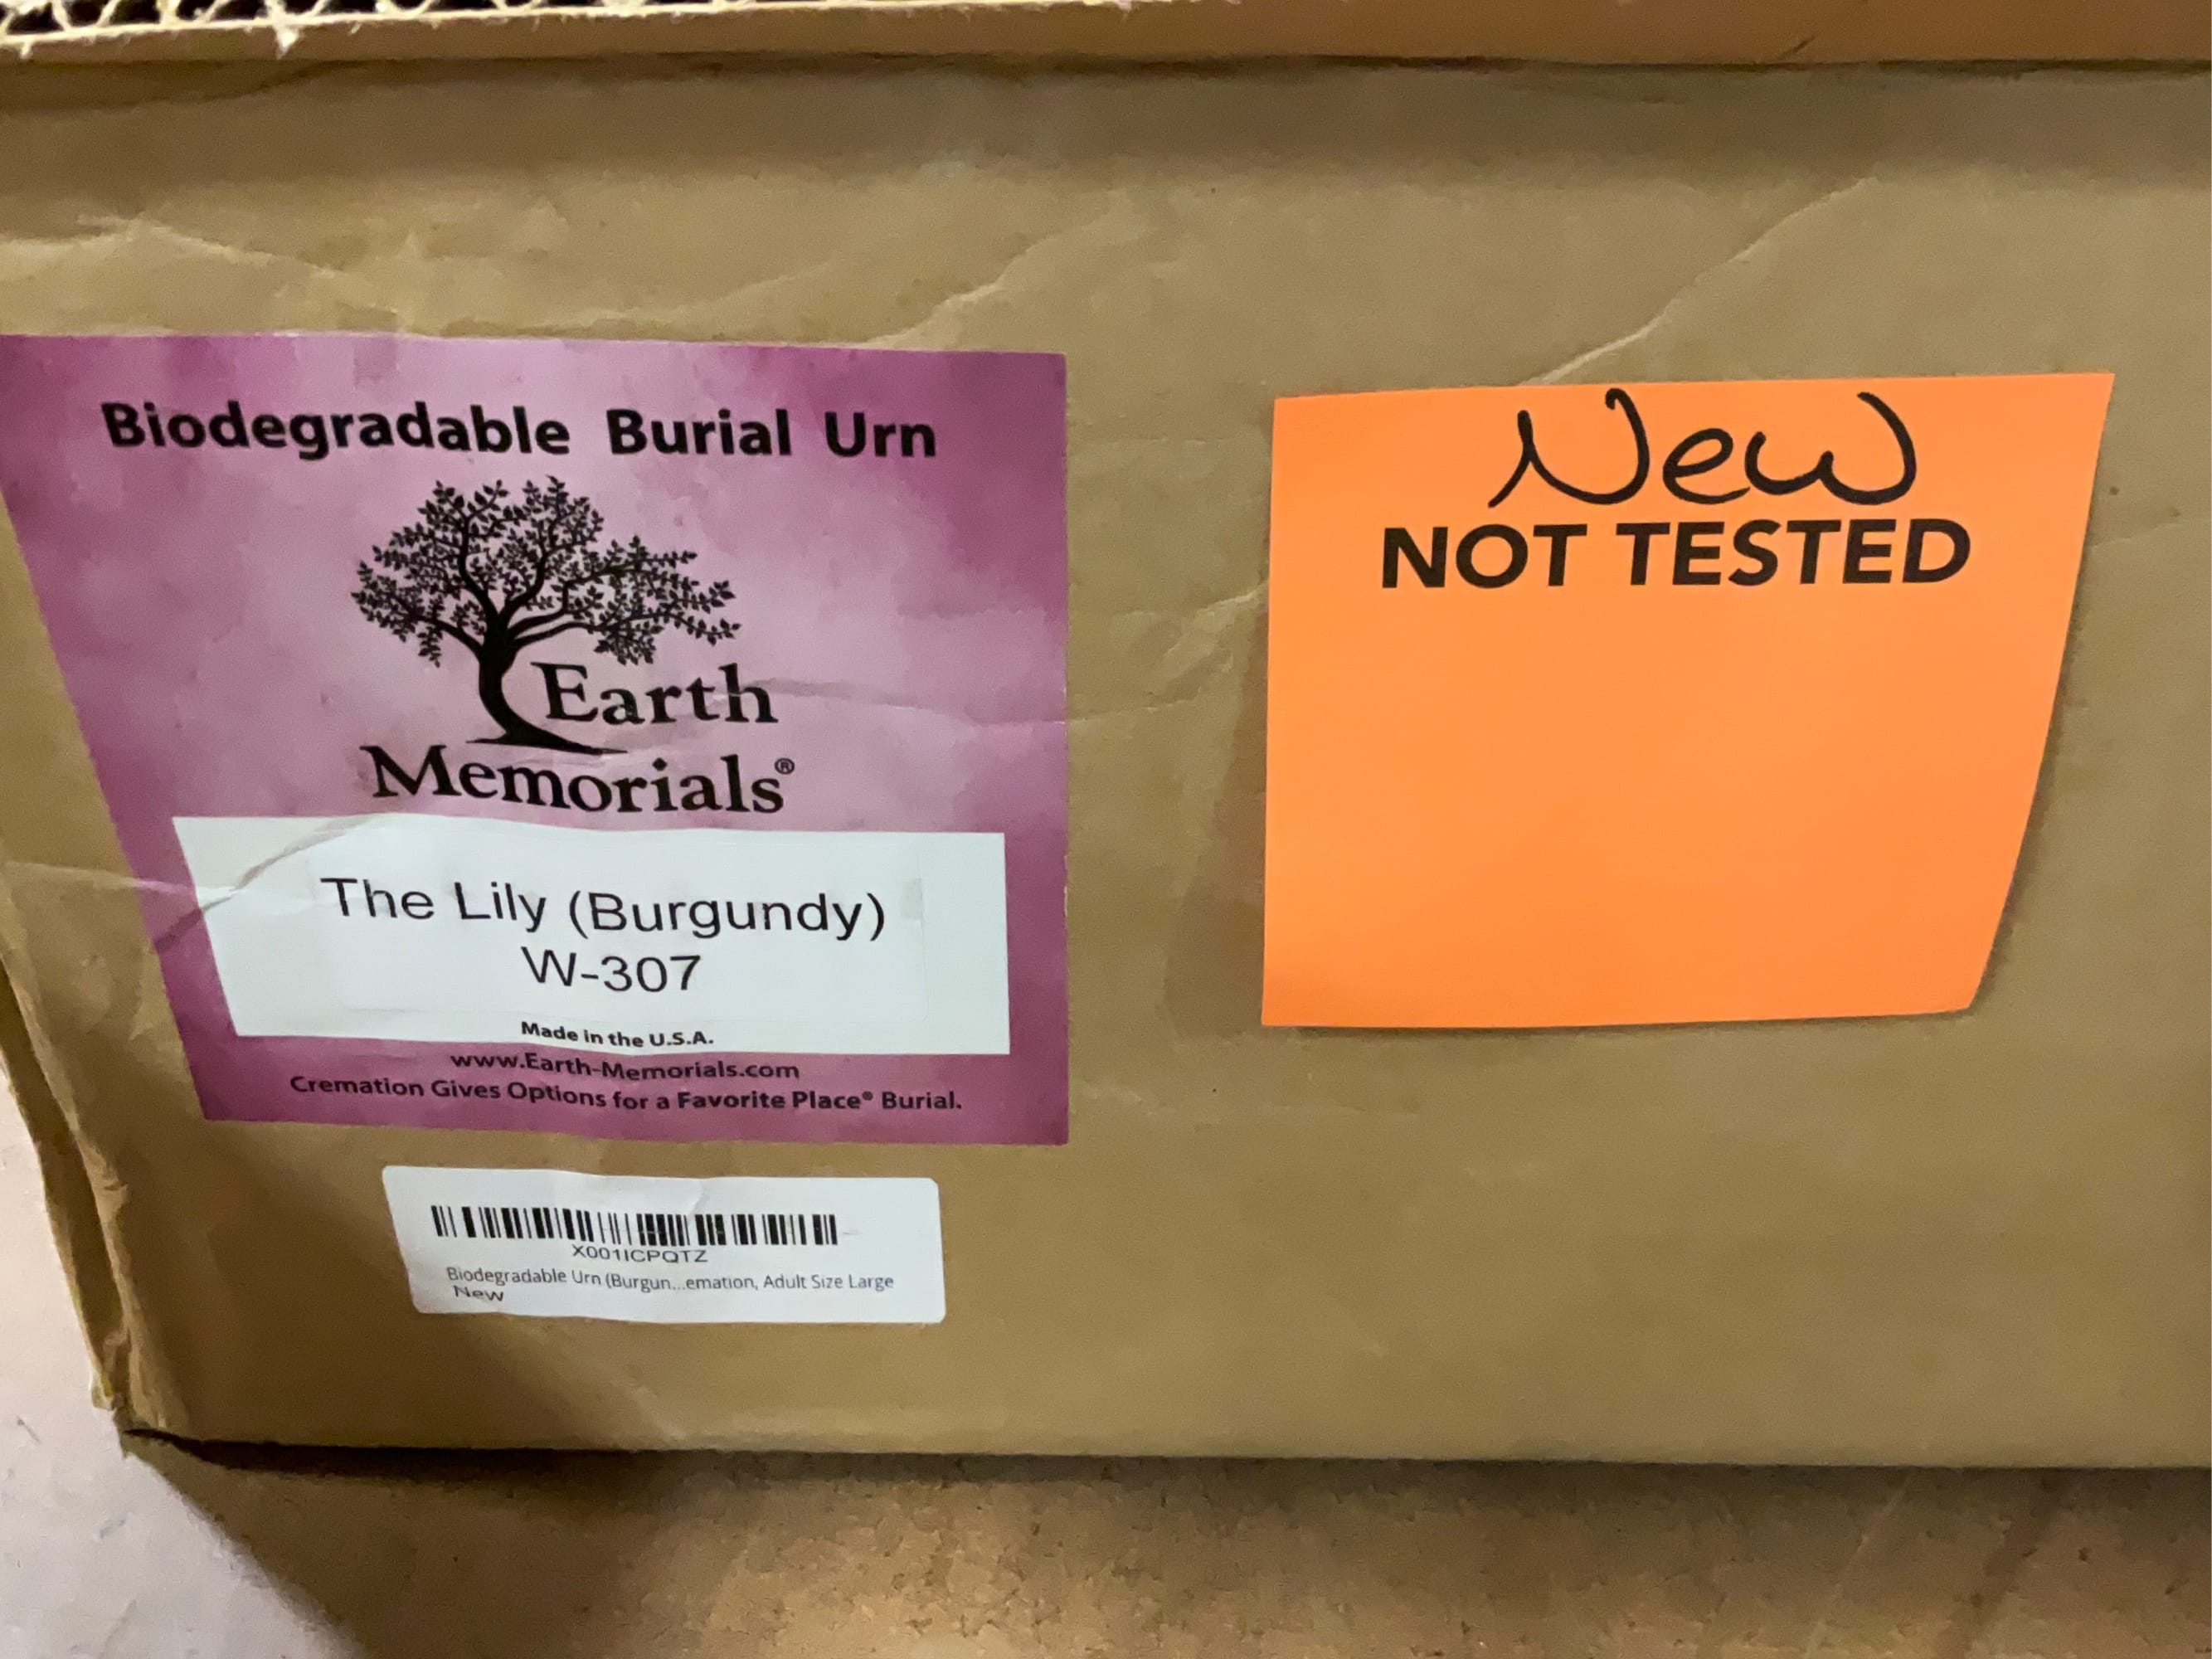 Biodegradable Burial Urn
Earth
Memorials®
The Lily (Burgundy)
W-307
Made in the U.S.A.
www.Earth-Memorials.com
Cremation Gives Options for a Favorite Place® Burial.
X001ICPQTZ
Biodegradable Urn (Burgun...emation, Adult Size Large
New
New
NOT TESTED